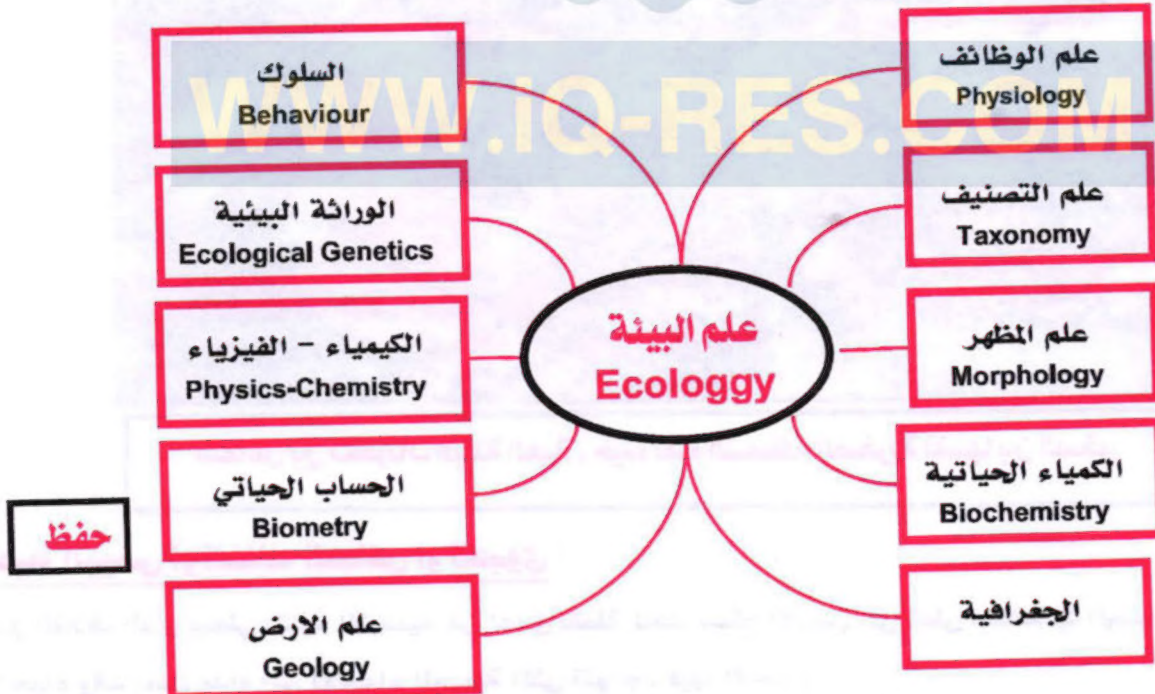 WWW.iQ-RES.COM
علم الوظائف
Physiology
السلوك
Behaviour
علم التصنيف
Taxonomy
الوراثة البيئية
Ecological Genetics
علم البيئة
Ecologgy
علم المظهر
Morphology
الكيمياء - الفيزياء
Physics-Chemistry
الكمياء الحياتية
Biochemistry
الحساب الحياتي
Biometry
حفظ
الجغرافية
علم الارض
Geology